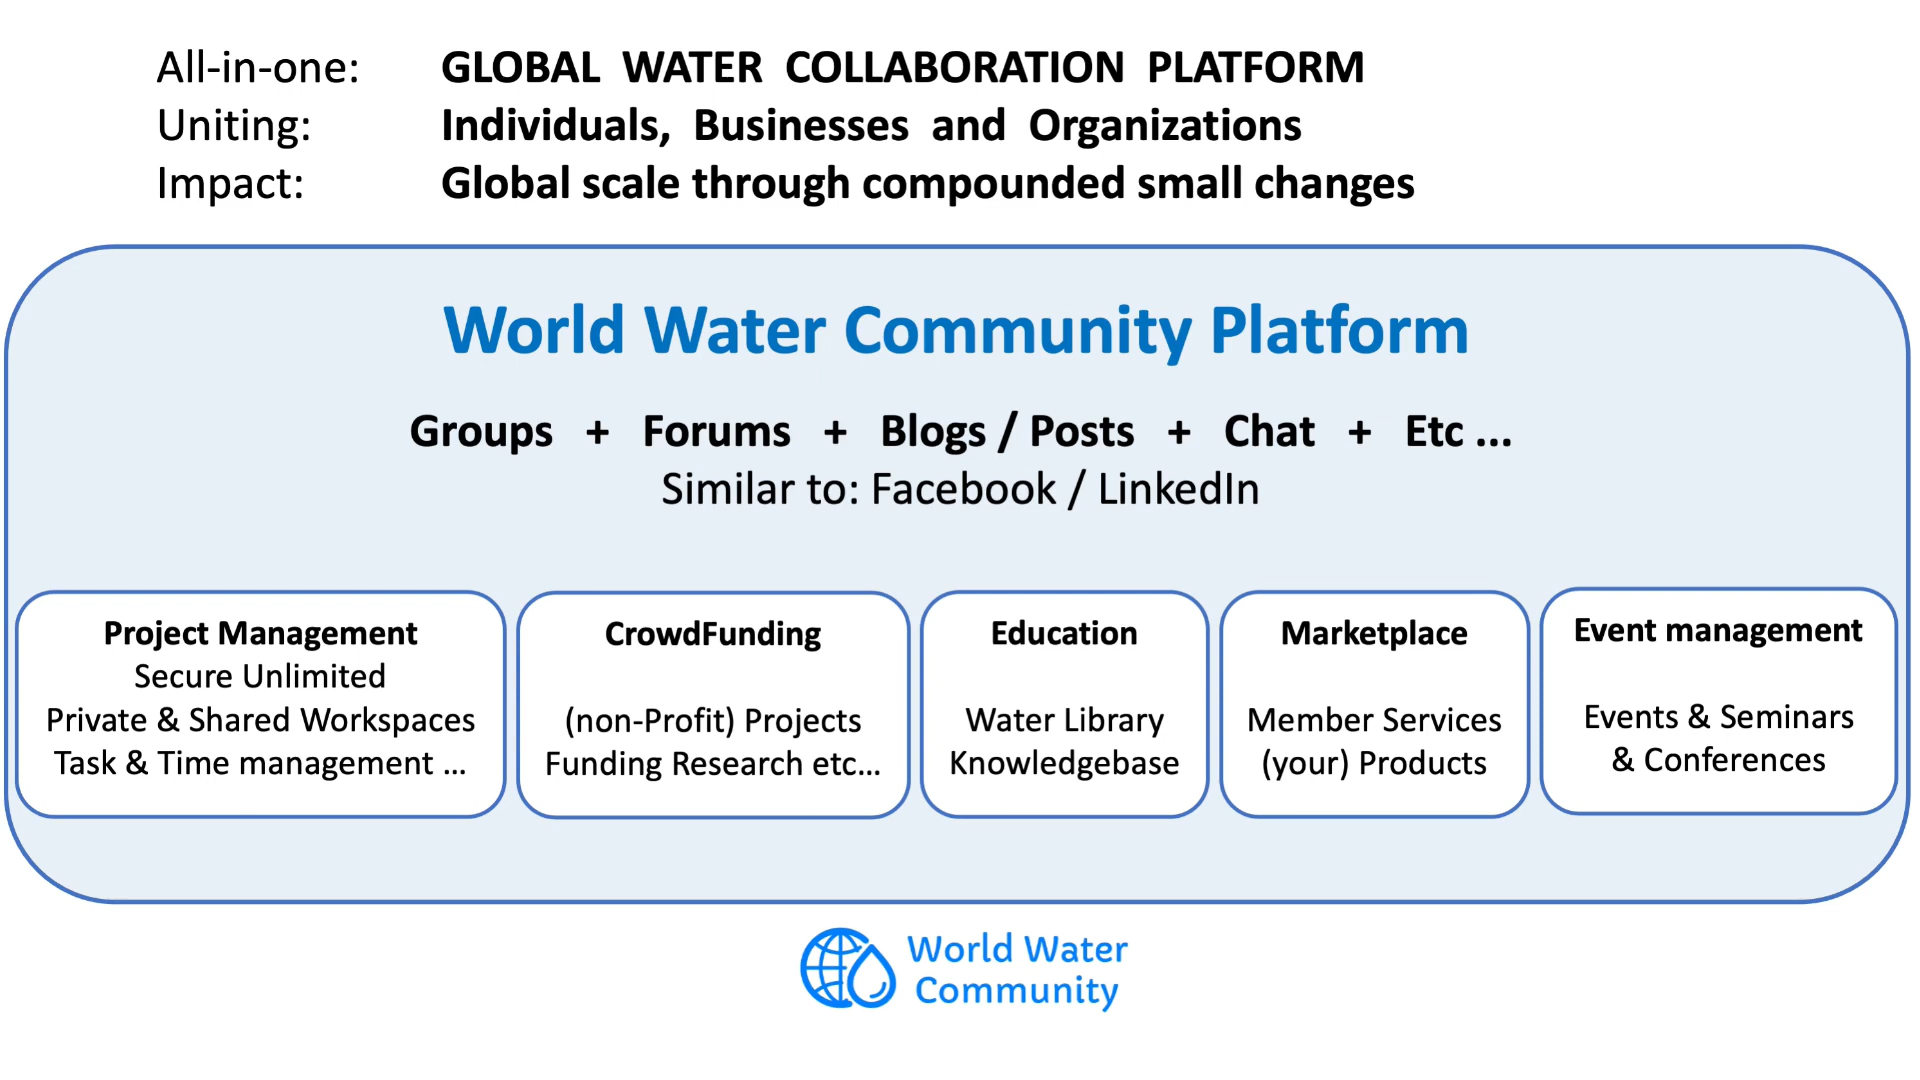 All-in-one: GLOBAL WATER COLLABORATION PLATFORM
Uniting: Individuals, Businesses and Organizations
Impact: Global scale through compounded small changes
World Water Community Platform
Groups + Forums + Blogs / Posts + Chat + Etc ...
Similar to: Facebook / LinkedIn
Project Management
Secure Unlimited
Private & Shared Workspaces
Task & Time management ...
CrowdFunding
(non-Profit) Projects
Funding Research etc...
Education
Water Library
Knowledgebase
Marketplace
Member Services
(your) Products
Event management
Events & Seminars
& Conferences
World Water
Community